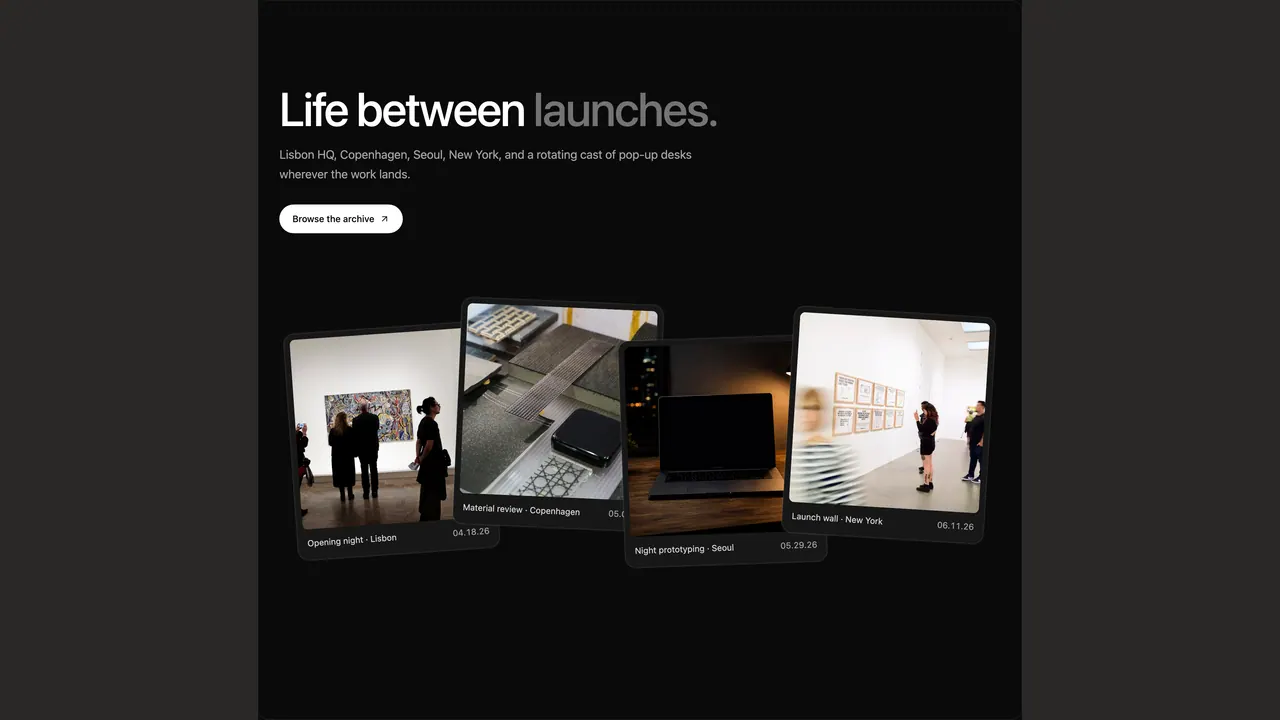 Life between launches.
Lisbon HQ, Copenhagen, Seoul, New York, and a rotating cast of pop-up desks
wherever the work lands.
Browse the archive
Opening night · Lisbon
04.18.26
Material review · Copenhagen
05.0
Night prototyping · Seoul
05.29.26
Launch wall · New York
06.11.26